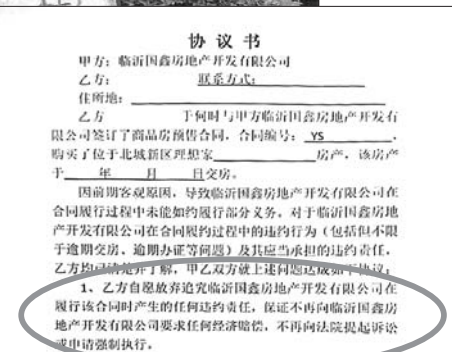 协 议 书
甲方：临沂国鑫房地产开发有限公司
乙方： 联系方式：
住所地：
乙方 于何时与甲方临沂国鑫房地产开发有
限公司签订了商品房预售合同，合同编号： YS ，
购买了位于北城新区理想家 房产，该房产
于 年 月 日交房。
因前期客观原因，导致临沂国鑫房地产开发有限公司在
合同履行过程中未能如约履行部分义务。对于临沂国鑫房地
产开发有限公司在合同履约过程中的违约行为（包括但不限
于逾期交房、逾期办证等问题）及其应当承担的违约责任，
乙方均已清楚并了解，甲乙双方就上述问题达成如下协议：
1、乙方自愿放弃追究临沂国鑫房地产开发有限公司在
履行该合同时产生的任何违约责任，保证不再向临沂国鑫房
地产开发有限公司要求任何经济赔偿，不再向法院提起诉讼
或申请强制执行。